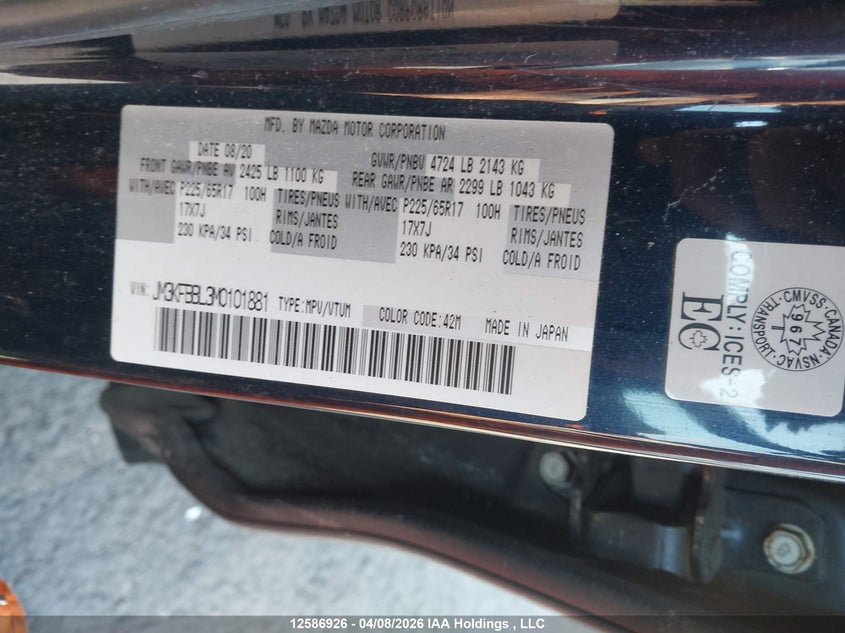 MFD. BY MAZDA MOTOR CORPORATION
DATE 08/20
GVWR/PNBV 4724 LB 2143 KG
FRONT GAWR/PNBE AV 2425 LB 1100 KG
REAR GAWR/PNBE AR 2299 LB 1043 KG
WITH/AVEC P225/65R17 100H TIRES/PNEUS WITH/AVEC P225/65R17 100H TIRES/PNEUS
17X7J RIMS/JANTES 17X7J RIMS/JANTES
230 KPA/34 PSI COLD/A FROID 230 KPA/34 PSI COLD/A FROID
VIN: JM3KFBBL3M0101881 TYPE:MPV/VTUM COLOR CODE:42M MADE IN JAPAN
EC
COMPLY:ICES-2
CANADA·NSVAC·TRANSPORT·CMVSS
967
T
12586926 - 04/08/2026 IAA Holdings , LLC